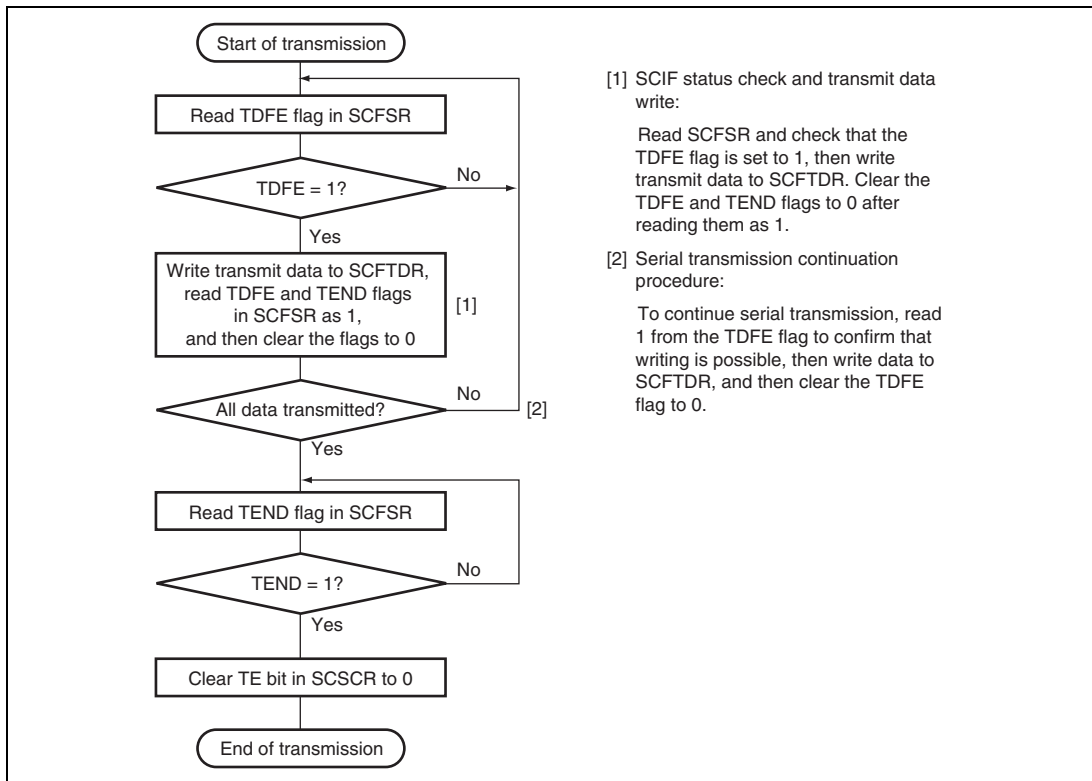 Start of transmission
Read TDFE flag in SCFSR
TDFE = 1?
No
Yes
Write transmit data to SCFTDR,
read TDFE and TEND flags
in SCFSR as 1,
and then clear the flags to 0
[1]
All data transmitted?
No
[2]
Yes
Read TEND flag in SCFSR
TEND = 1?
No
Yes
Clear TE bit in SCSCR to 0
End of transmission
[1] SCIF status check and transmit data
write:
Read SCFSR and check that the
TDFE flag is set to 1, then write
transmit data to SCFTDR. Clear the
TDFE and TEND flags to 0 after
reading them as 1.
[2] Serial transmission continuation
procedure:
To continue serial transmission, read
1 from the TDFE flag to confirm that
writing is possible, then write data to
SCFTDR, and then clear the TDFE
flag to 0.